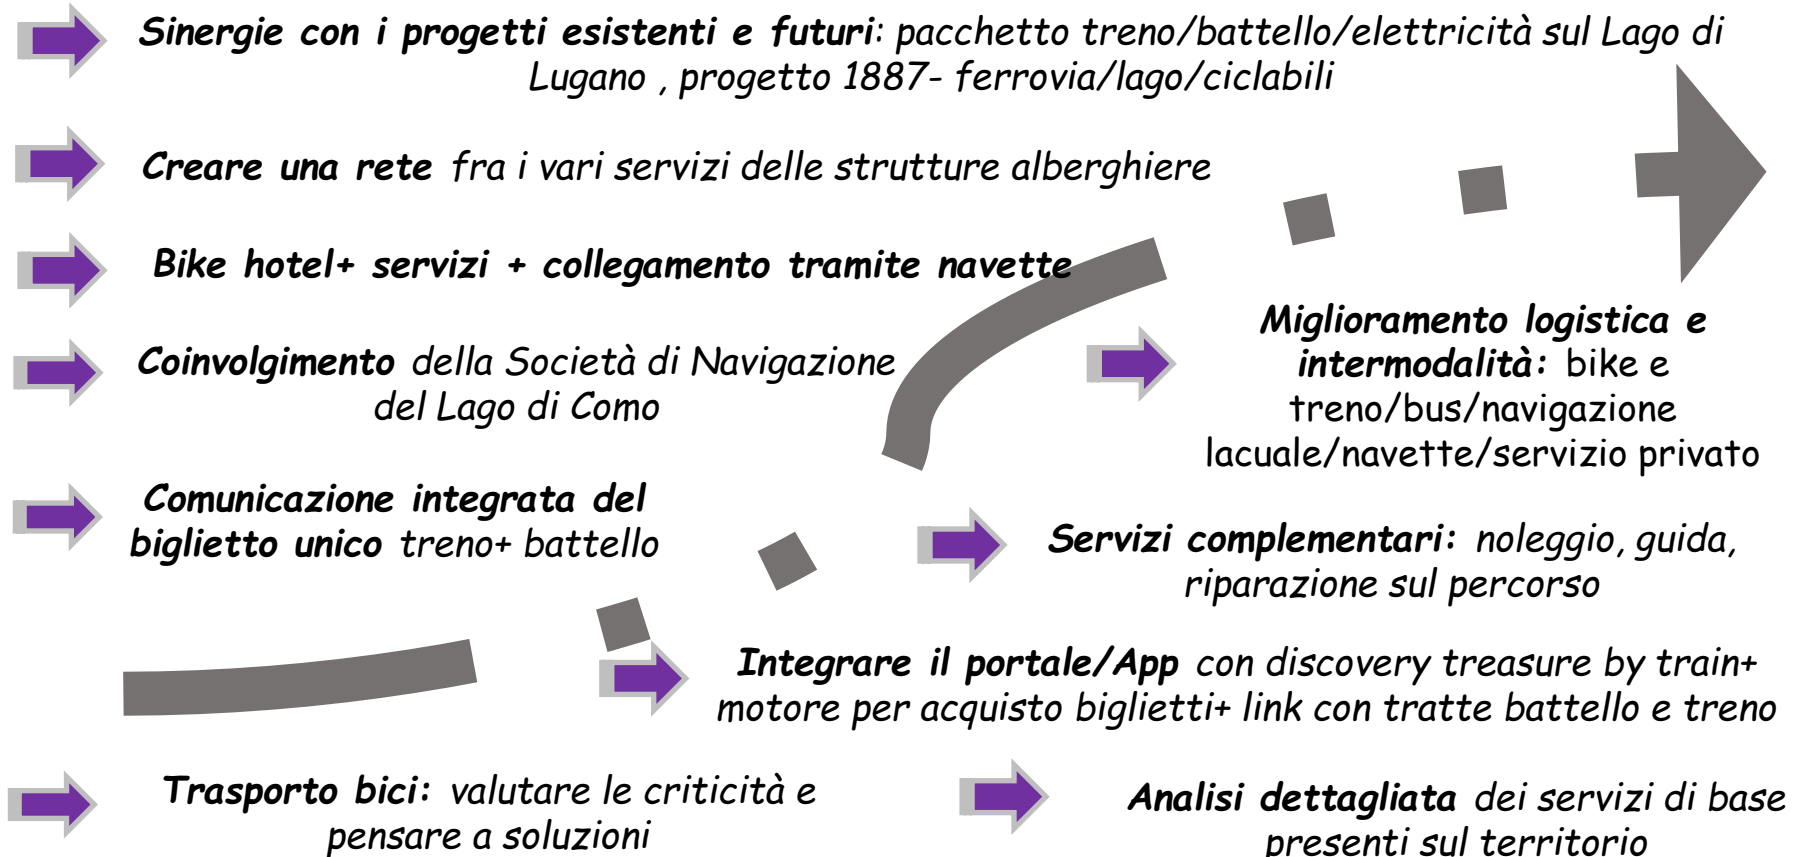 Sinergie con i progetti esistenti e futuri: pacchetto treno/battello/elettricità sul Lago di
Lugano , progetto 1887- ferrovia/lago/ciclabili
Creare una rete fra i vari servizi delle strutture alberghiere
Bike hotel+ servizi + collegamento tramite navette
Coinvolgimento della Società di Navigazione
del Lago di Como
Miglioramento logistica e
intermodalità: bike e
treno/bus/navigazione
lacuale/navette/servizio privato
Comunicazione integrata del
biglietto unico treno+ battello
Servizi complementari: noleggio, guida,
riparazione sul percorso
Integrare il portale/App con discovery treasure by train+
motore per acquisto biglietti+ link con tratte battello e treno
Trasporto bici: valutare le criticità e
pensare a soluzioni
Analisi dettagliata dei servizi di base
presenti sul territorio